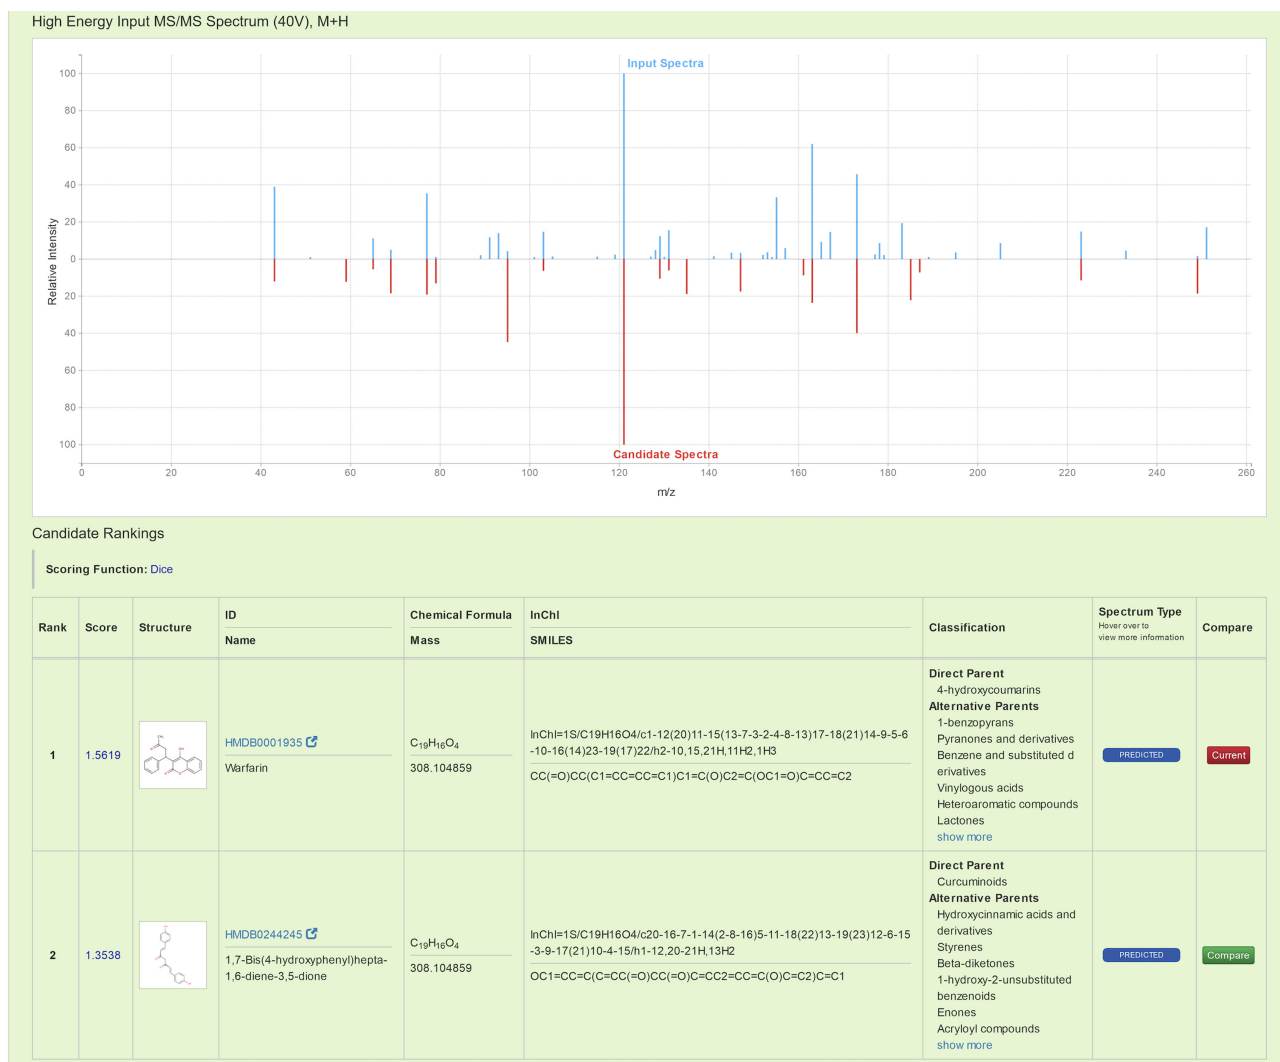 High Energy Input MS/MS Spectrum (40V), M+H
Input Spectra
100
80
60
40
20
0
20
40
60
80
100
Relative Intensity
Candidate Spectra
0 20 40 60 80 100 120 140 160 180 200 220 240 260
m/z
Candidate Rankings
Scoring Function: Dice
Rank Score Structure ID Name Chemical Formula Mass InChI SMILES Classification Spectrum Type Hover over to view more information Compare
1
1.5619
HMDB0001935
Warfarin
C19H16O4
308.104859
InChI=1S/C19H16O4/c1-12(20)11-15(13-7-3-2-4-8-13)17-18(21)14-9-5-6
-10-16(14)23-19(17)22/h2-10,15,21H,11H2,1H3
CC(=O)CC(C1=CC=CC=C1)C1=C(O)C2=C(OC1=O)C=CC=C2
Direct Parent
4-hydroxycoumarins
Alternative Parents
1-benzopyrans
Pyranones and derivatives
Benzene and substituted d
erivatives
Vinylogous acids
Heteroaromatic compounds
Lactones
show more
PREDICTED
Current
2
1.3538
HMDB0244245
1,7-Bis(4-hydroxyphenyl)hepta-
1,6-diene-3,5-dione
C19H16O4
308.104859
InChI=1S/C19H16O4/c20-16-7-1-14(2-8-16)5-11-18(22)13-19(23)12-6-15
-3-9-17(21)10-4-15/h1-12,20-21H,13H2
OC1=CC=C(C=CC(=O)CC(=O)C=CC2=CC=C(O)C=C2)C=C1
Direct Parent
Curcuminoids
Alternative Parents
Hydroxycinnamic acids and
derivatives
Styrenes
Beta-diketones
1-hydroxy-2-unsubstituted
benzenoids
Enones
Acryloyl compounds
show more
PREDICTED
Compare